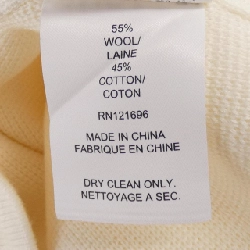 55%
WOOL/
LAINE
45%
COTTON/
COTON
RN121696
MADE IN CHINA
FABRIQUE EN CHINE
DRY CLEAN ONLY.
NETTOYAGE A SEC.